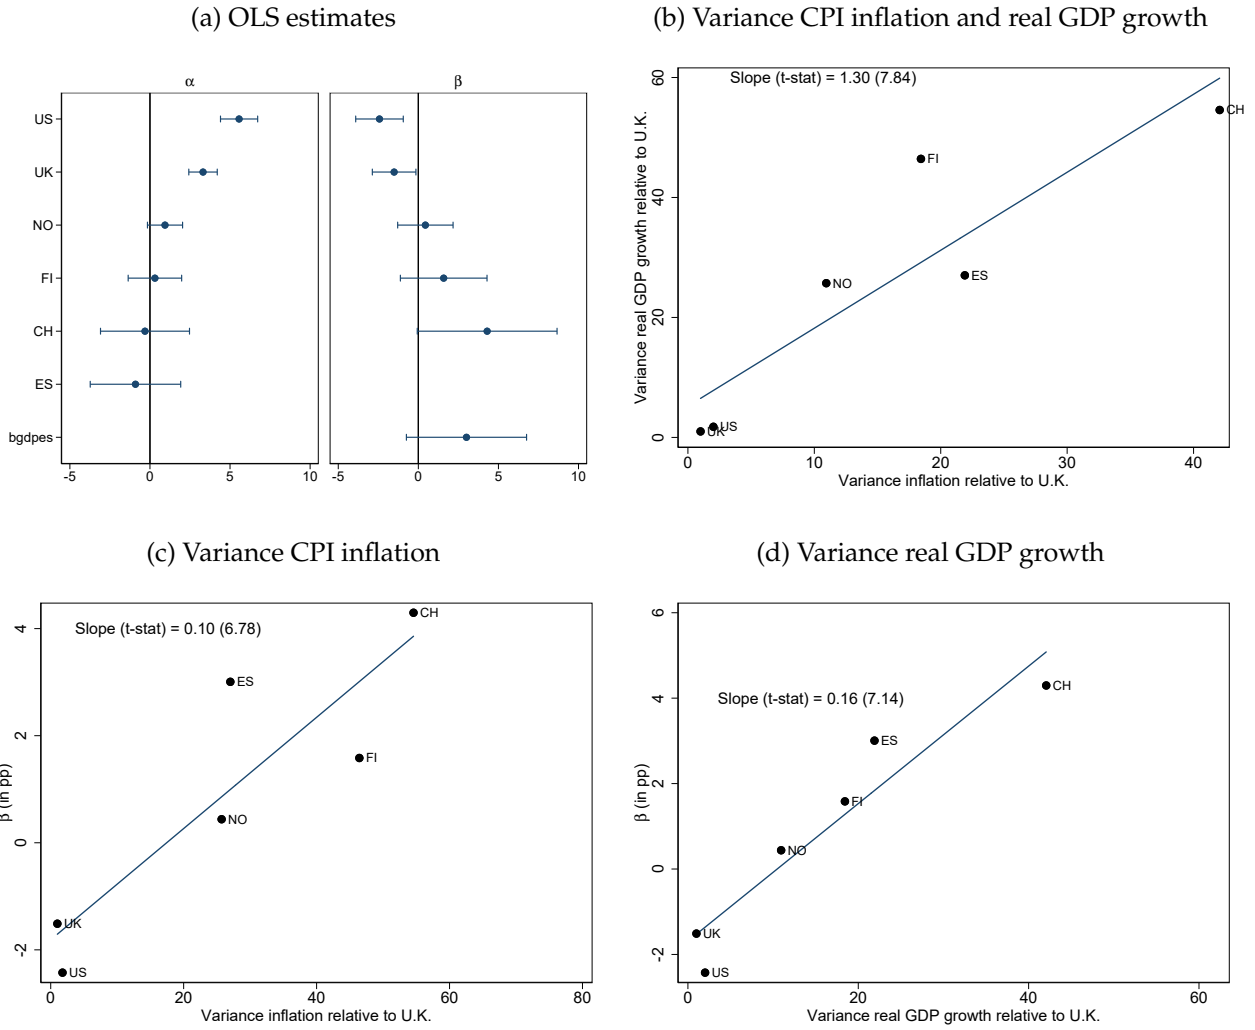 (a) OLS estimates
α
β
US
UK
NO
FI
CH
ES
bgdpes
-5
0
5
10
-5
0
5
10
(b) Variance CPI inflation and real GDP growth
Slope (t-stat) = 1.30 (7.84)
Variance real GDP growth relative to U.K.
60
40
20
0
CH
FI
ES
NO
US
UK
0
10
20
30
40
Variance inflation relative to U.K.
(c) Variance CPI inflation
Slope (t-stat) = 0.10 (6.78)
β (in pp)
4
2
0
-2
CH
ES
FI
NO
UK
US
0
20
40
60
80
Variance inflation relative to U.K.
(d) Variance real GDP growth
Slope (t-stat) = 0.16 (7.14)
β (in pp)
6
4
2
0
-2
CH
ES
FI
NO
UK
US
0
20
40
60
Variance real GDP growth relative to U.K.